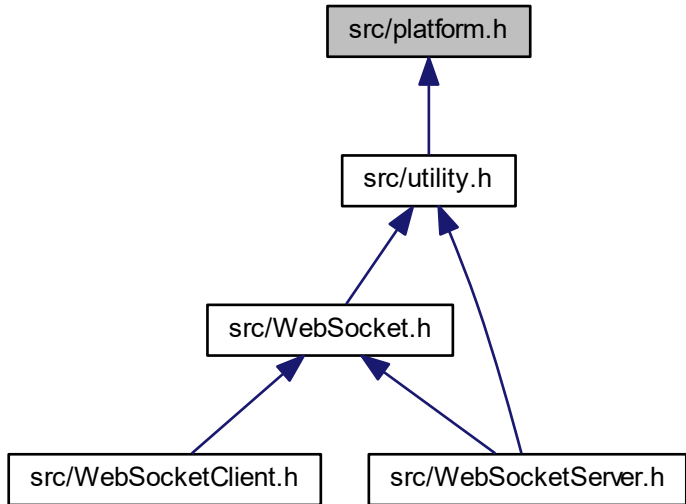 src/platform.h
src/utility.h
src/WebSocket.h
src/WebSocketClient.h
src/WebSocketServer.h